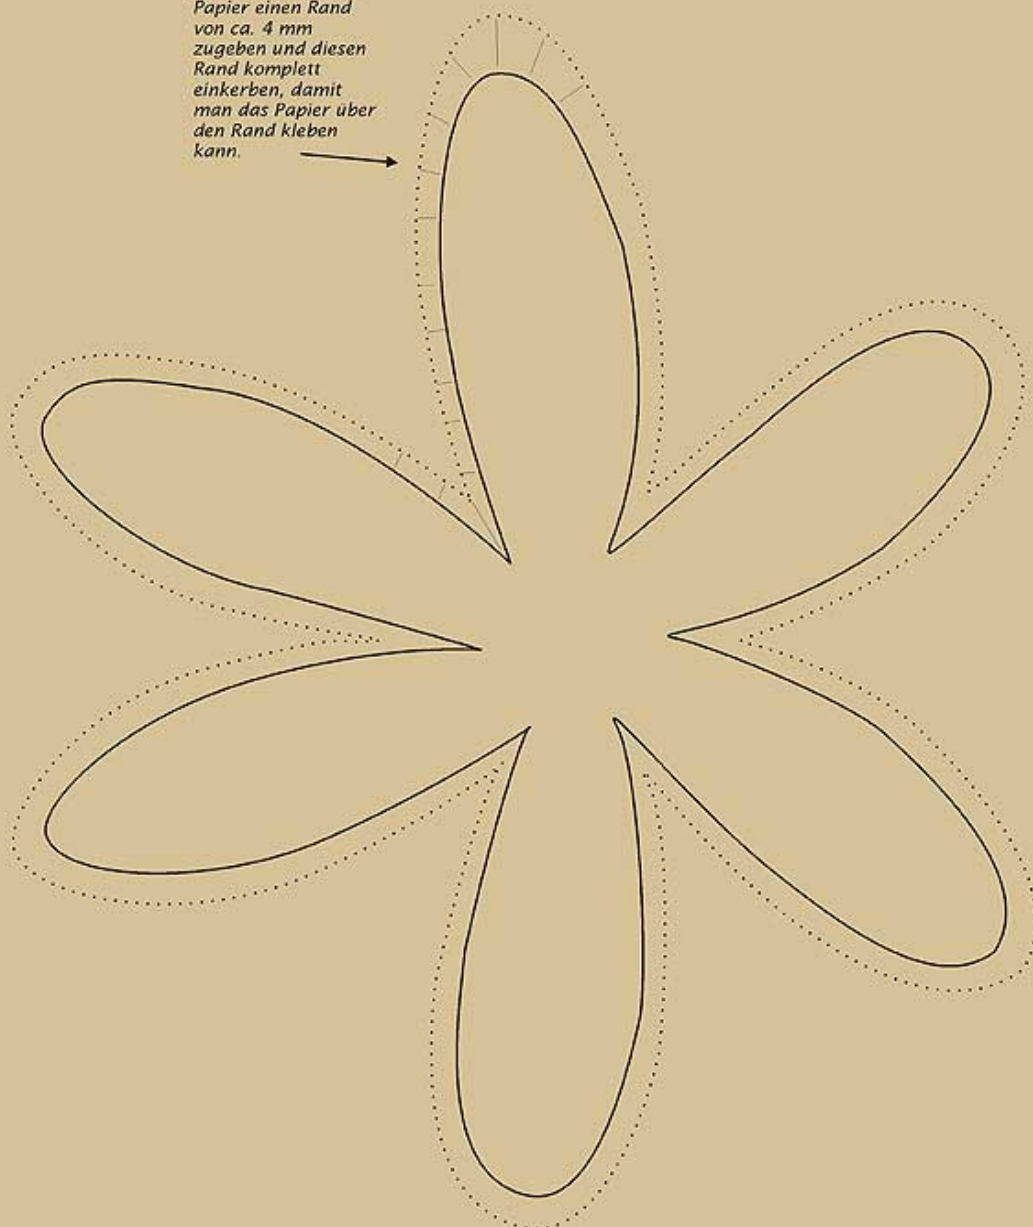 Papier einen Rand
von ca. 4 mm
zugeben und diesen
Rand komplett
einkerben, damit
man das Papier über
den Rand kleben
kann.